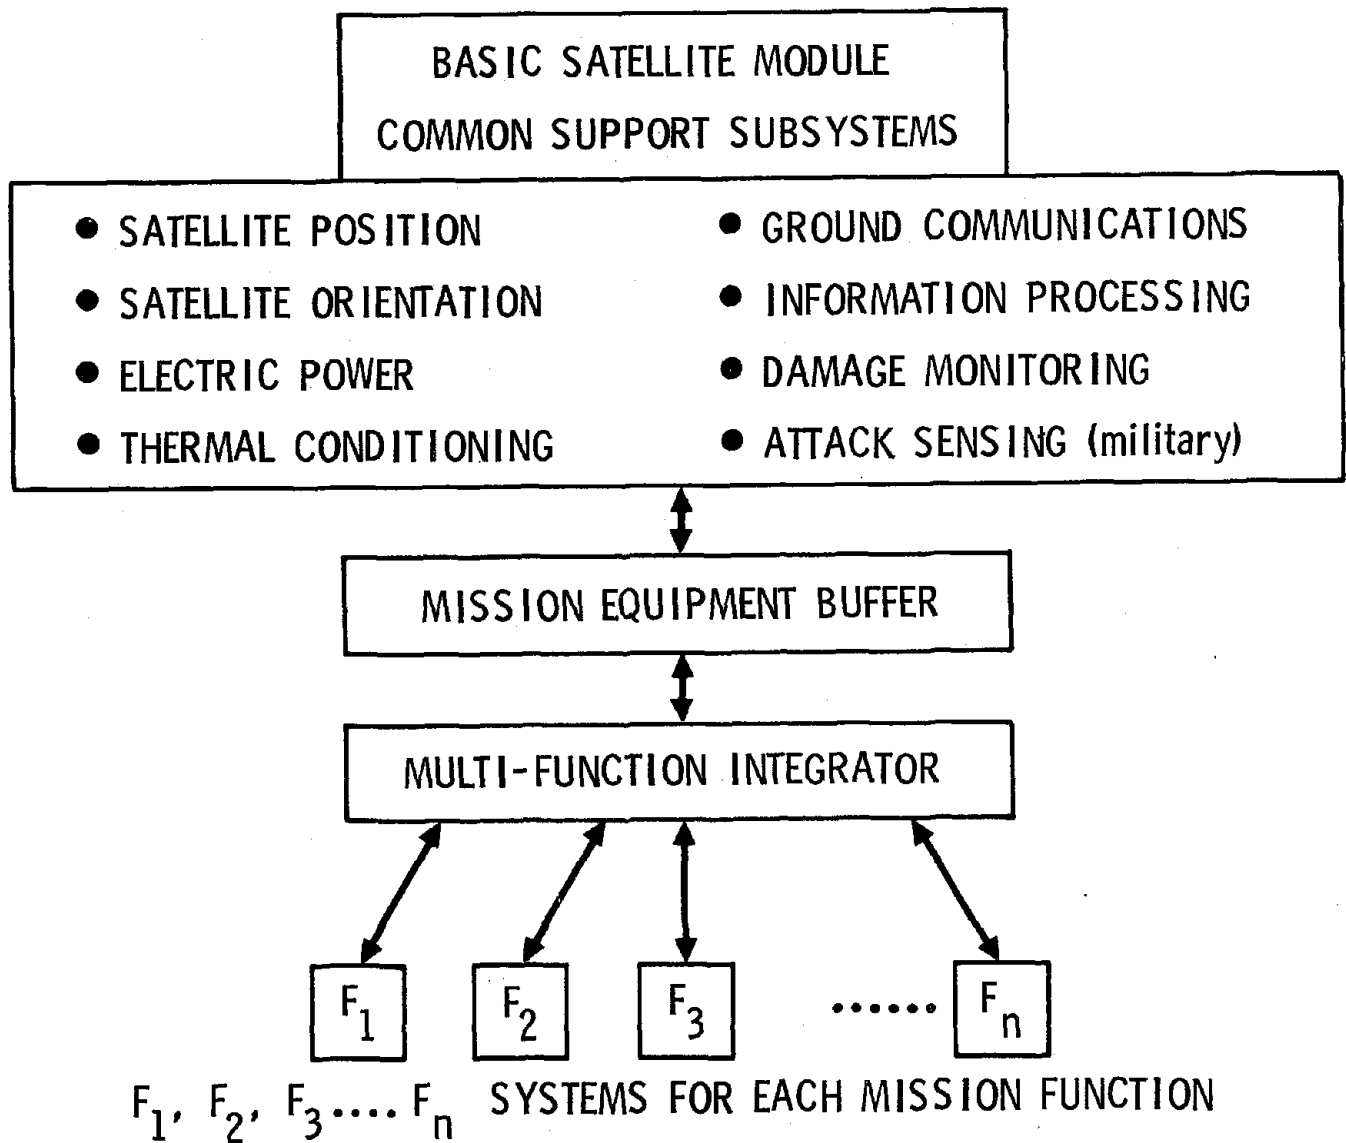 BASIC SATELLITE MODULE
COMMON SUPPORT SUBSYSTEMS
● SATELLITE POSITION
● SATELLITE ORIENTATION
● ELECTRIC POWER
● THERMAL CONDITIONING
● GROUND COMMUNICATIONS
● INFORMATION PROCESSING
● DAMAGE MONITORING
● ATTACK SENSING (military)
MISSION EQUIPMENT BUFFER
MULTI-FUNCTION INTEGRATOR
F₁ F₂ F₃ ...... Fₙ
F₁, F₂, F₃.... Fₙ SYSTEMS FOR EACH MISSION FUNCTION